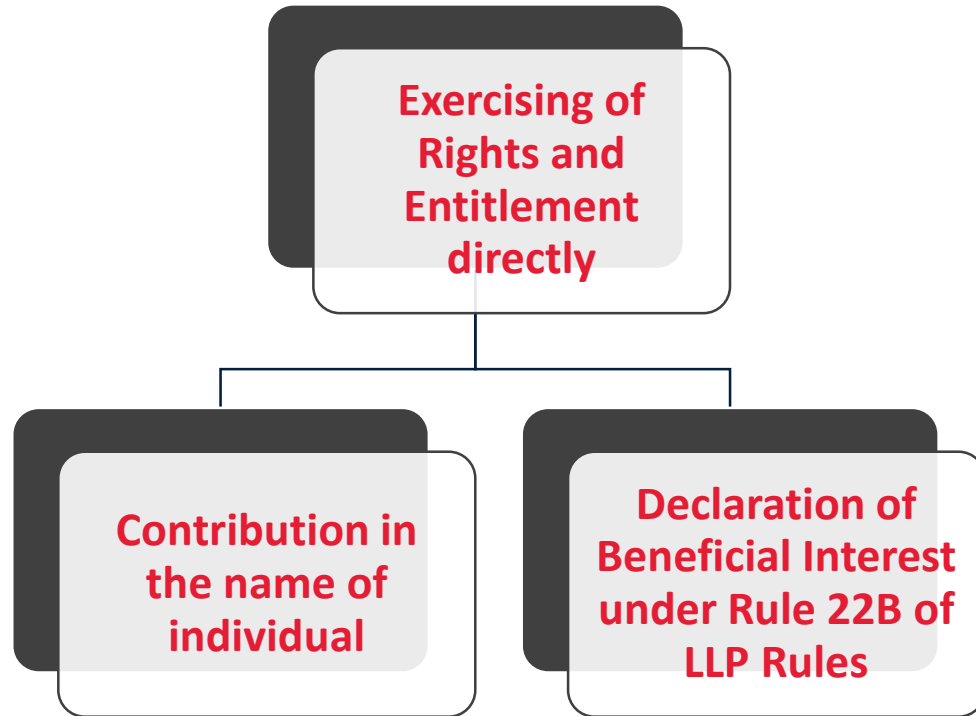 Exercising of
Rights and
Entitlement
directly
Contribution in
the name of
individual
Declaration of
Beneficial Interest
under Rule 22B of
LLP Rules